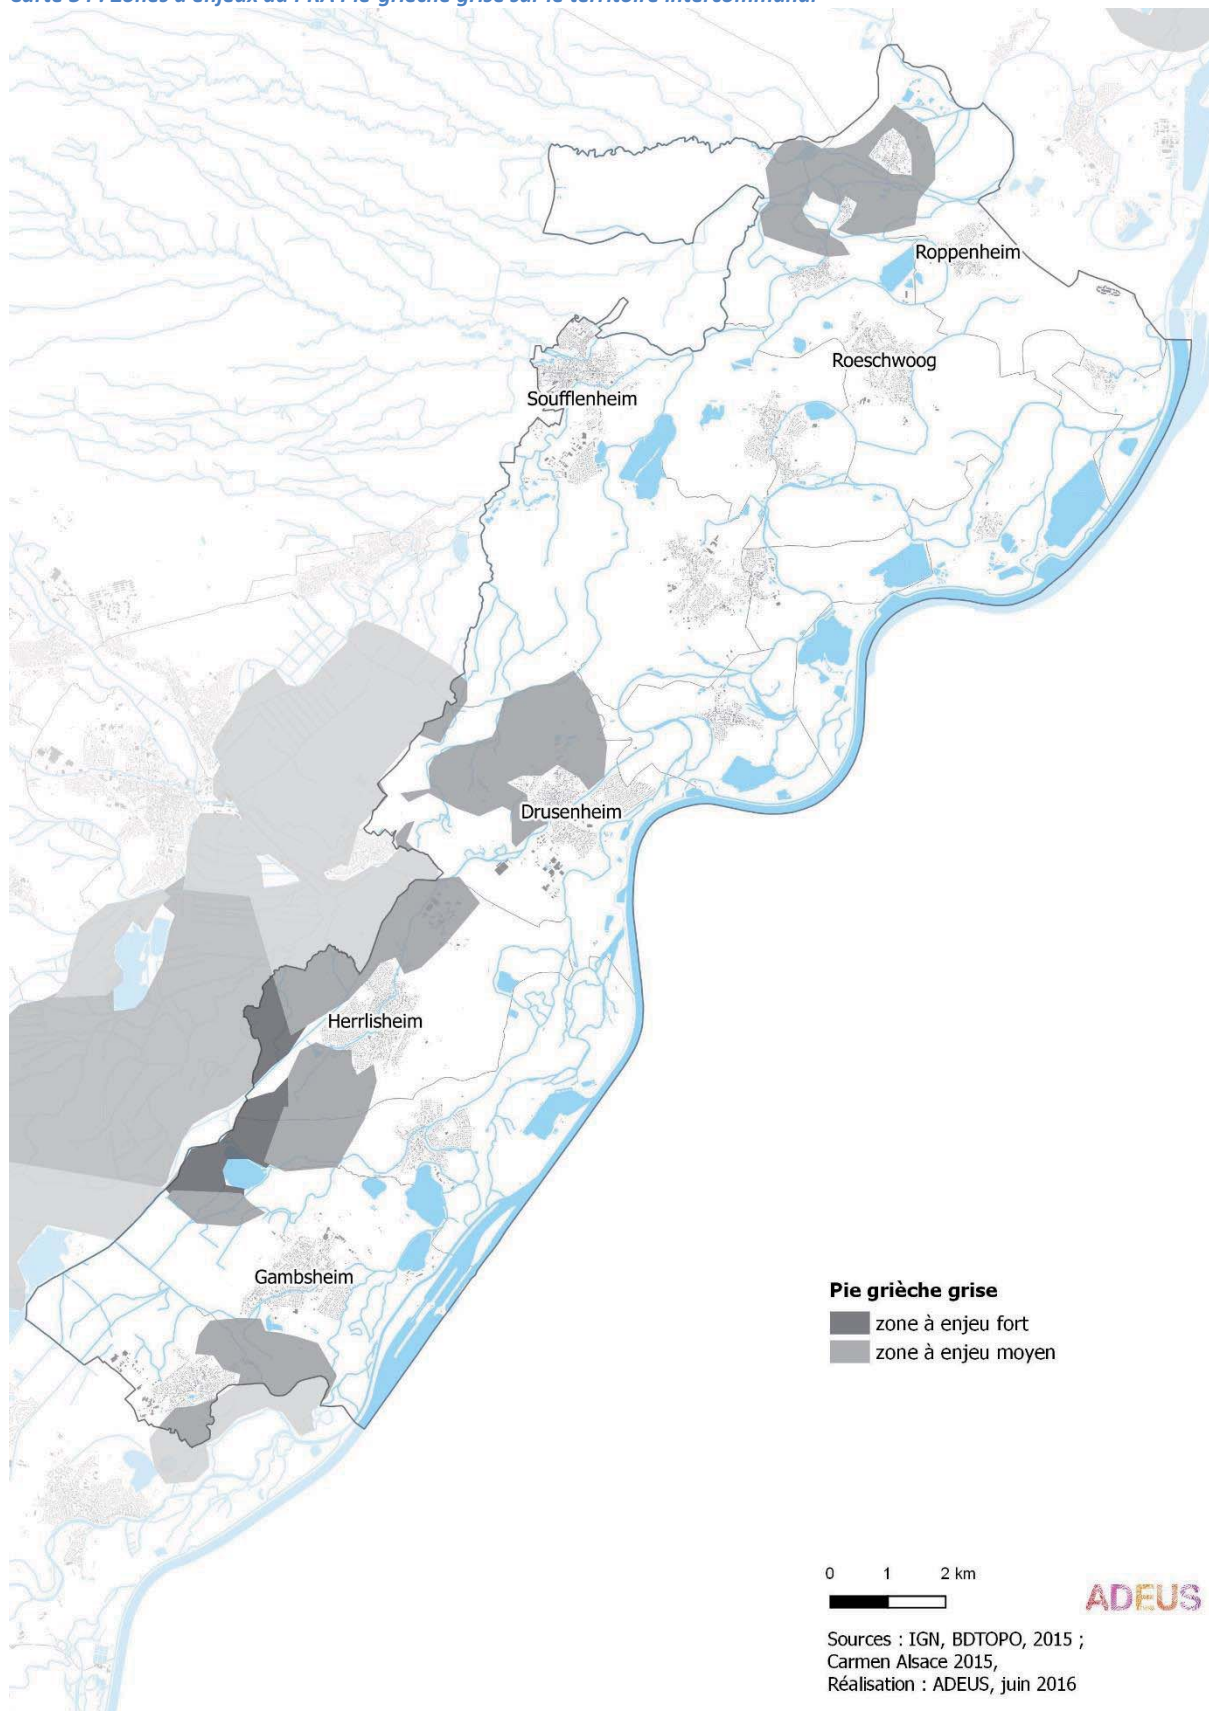 Roppenheim
Roeschwoog
Soufflenheim
Drusenheim
Herrlisheim
Gambsheim
Pie grièche grise
zone à enjeu fort
zone à enjeu moyen
0 1 2 km
ADEUS
Sources : IGN, BDTOPO, 2015 ;
Carmen Alsace 2015,
Réalisation : ADEUS, juin 2016